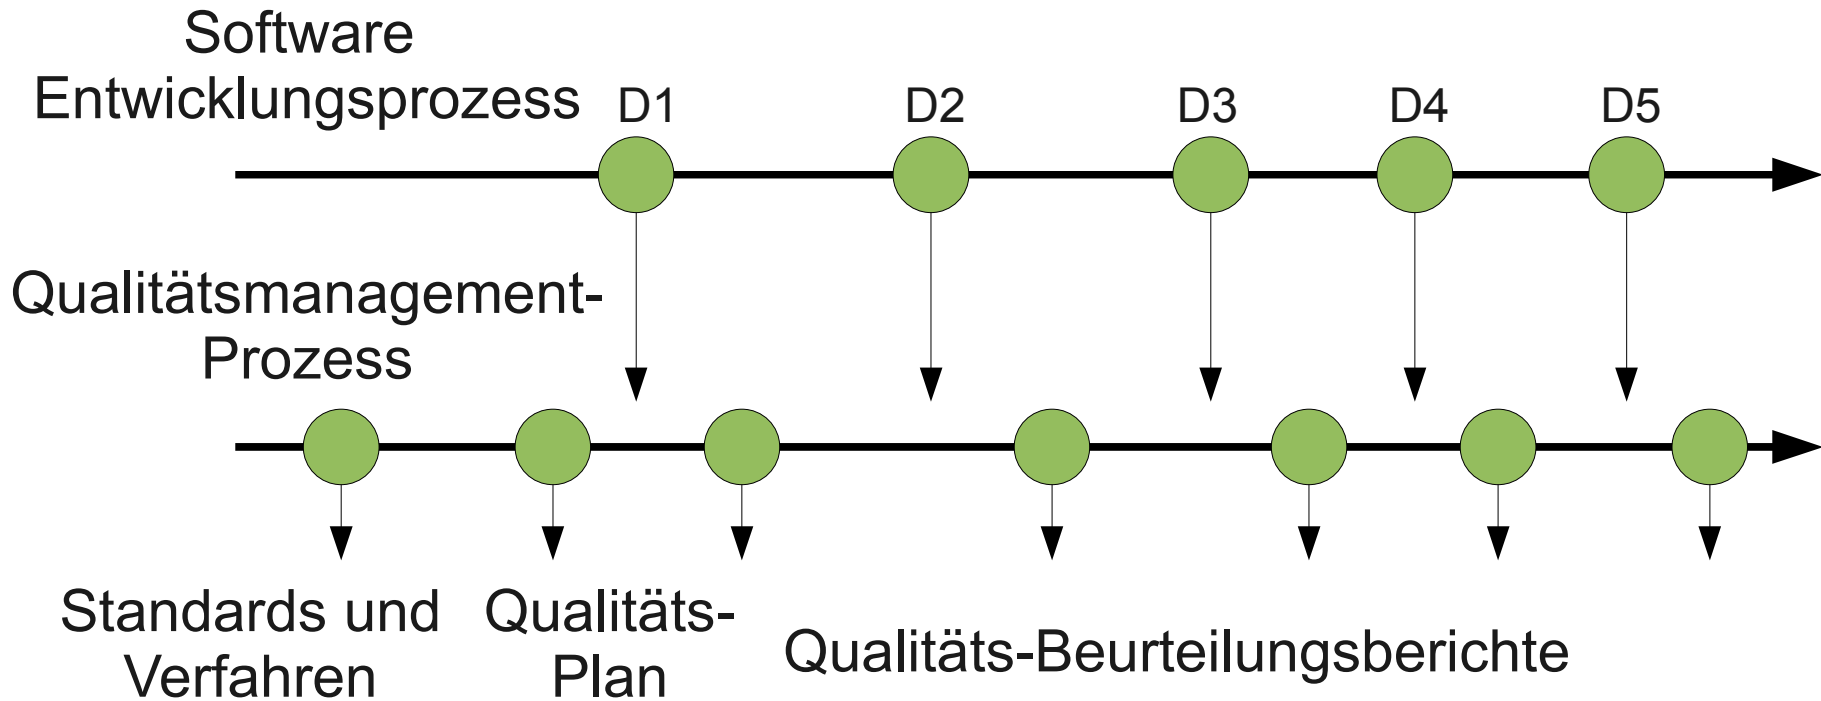 Software
Entwicklungsprozess
D1 D2 D3 D4 D5
Qualitätsmanagement-
Prozess
Standards und
Verfahren
Qualitäts-
Plan
Qualitäts-Beurteilungsberichte